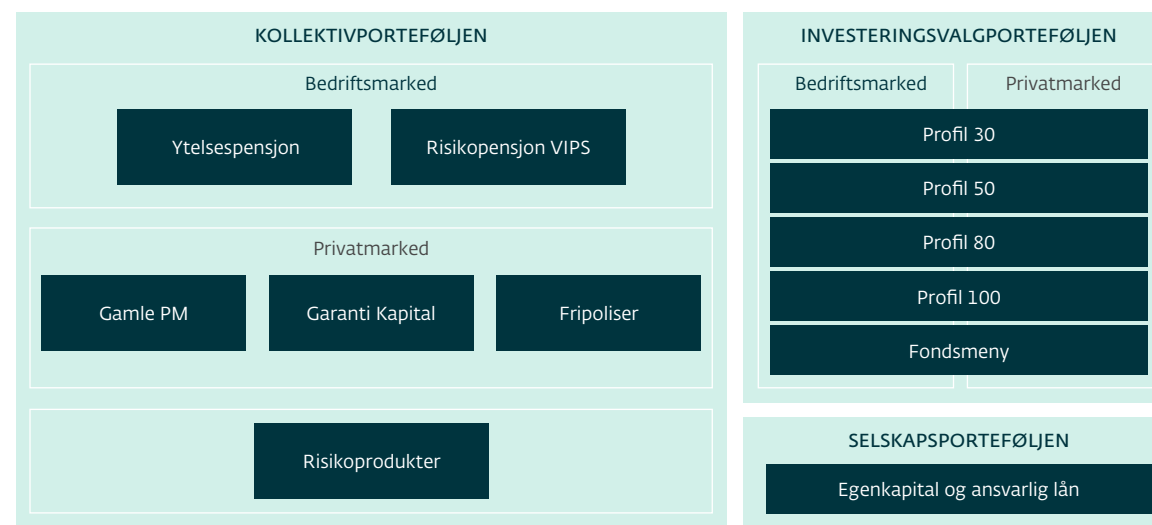 KOLLEKTIVPORTEFØLJEN
Bedriftsmarked
Ytelsespensjon
Risikopensjon VIPS
Privatmarked
Gamle PM
Garanti Kapital
Fripoliser
Risikoprodukter
INVESTERINGSVALGPORTEFØLJEN
Bedriftsmarked
Privatmarked
Profil 30
Profil 50
Profil 80
Profil 100
Fondsmeny
SELSKAPSPORTEFØLJEN
Egenkapital og ansvarlig lån